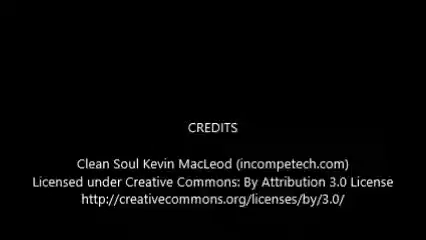 CREDITS
Clean Soul Kevin MacLeod (incompetech.com)
Licensed under Creative Commons: By Attribution 3.0 License
http://creativecommons.org/licenses/by/3.0/